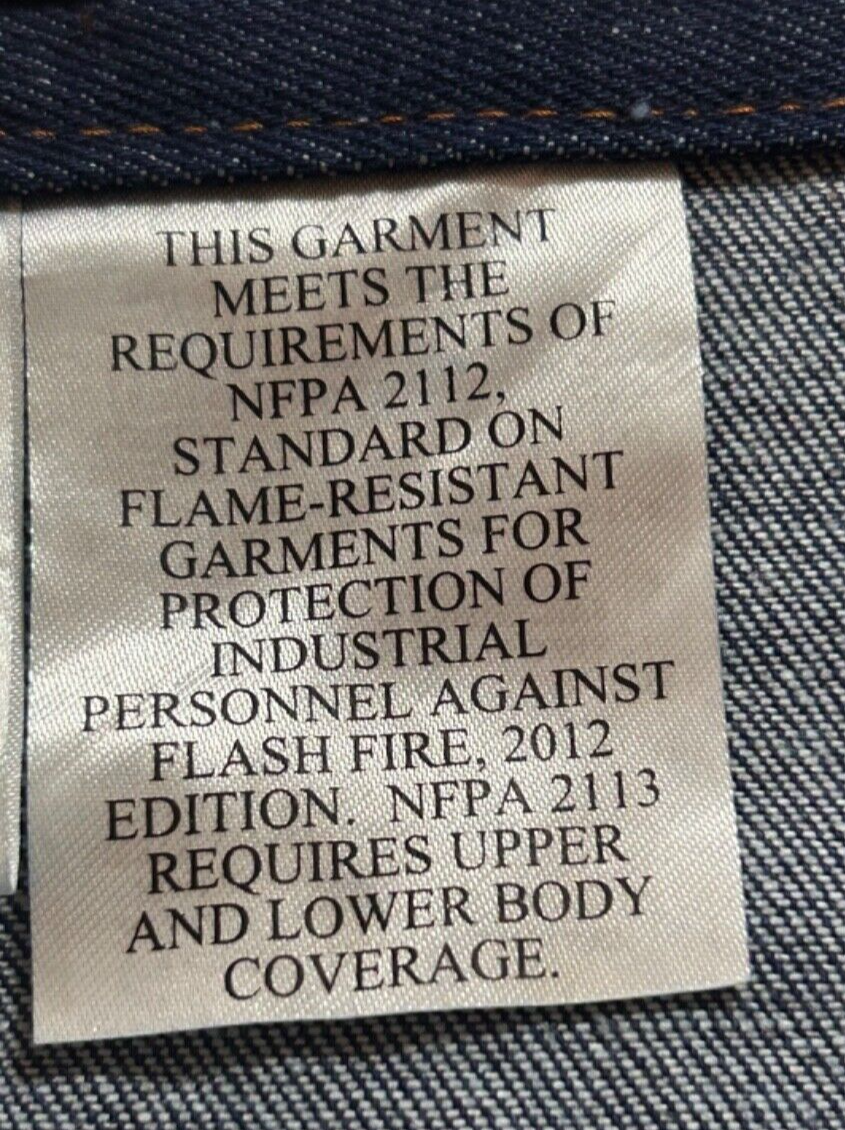 THIS GARMENT
MEETS THE
REQUIREMENTS OF
NFPA 2112,
STANDARD ON
FLAME-RESISTANT
GARMENTS FOR
PROTECTION OF
INDUSTRIAL
PERSONNEL AGAINST
FLASH FIRE, 2012
EDITION. NFPA 2113
REQUIRES UPPER
AND LOWER BODY
COVERAGE.